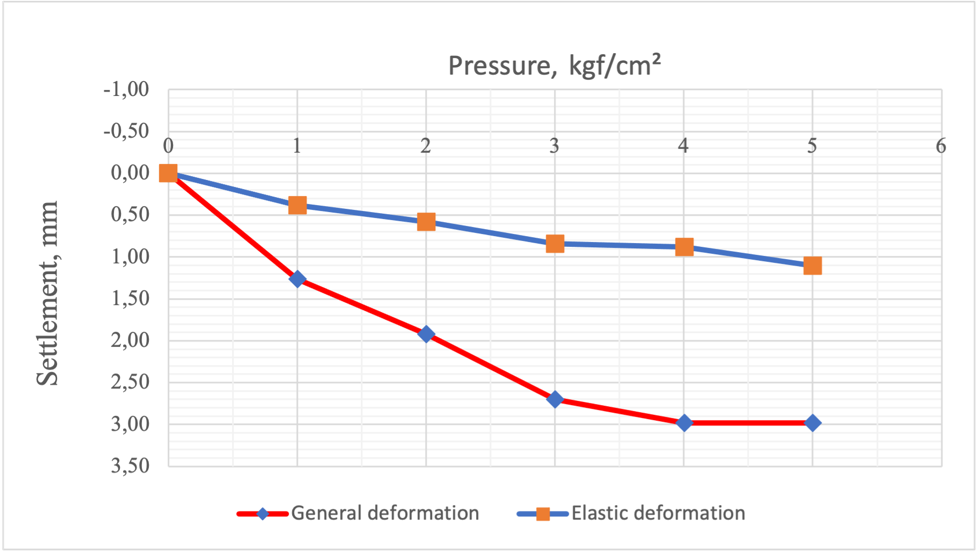 Pressure, kgf/cm²
-1,00
-0,50
0 1 2 3 4 5 6
0,00
0,50
1,00
1,50
2,00
2,50
3,00
3,50
Settlement, mm
General deformation Elastic deformation